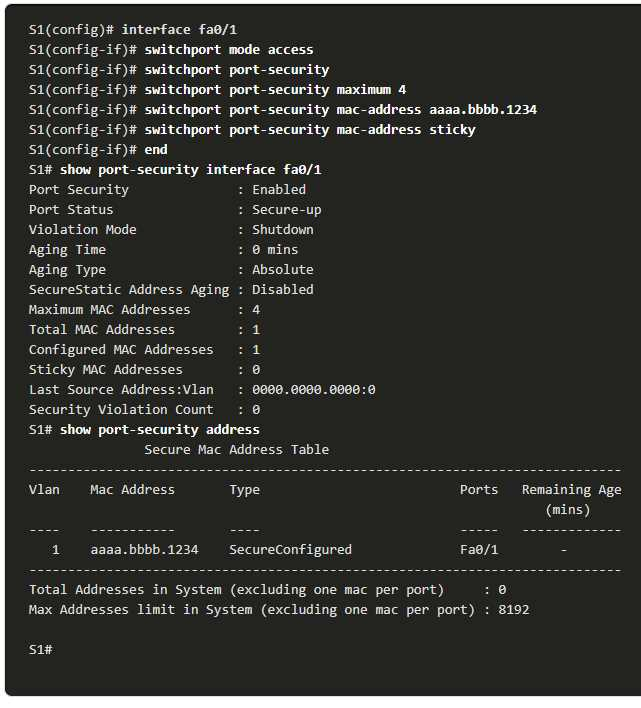 S1(config)# interface fa0/1
S1(config-if)# switchport mode access
S1(config-if)# switchport port-security
S1(config-if)# switchport port-security maximum 4
S1(config-if)# switchport port-security mac-address aaaa.bbbb.1234
S1(config-if)# switchport port-security mac-address sticky
S1(config-if)# end
S1# show port-security interface fa0/1
Port Security              : Enabled
Port Status                : Secure-up
Violation Mode             : Shutdown
Aging Time                 : 0 mins
Aging Type                 : Absolute
SecureStatic Address Aging : Disabled
Maximum MAC Addresses      : 4
Total MAC Addresses        : 1
Configured MAC Addresses   : 1
Sticky MAC Addresses       : 0
Last Source Address:Vlan   : 0000.0000.0000:0
Security Violation Count   : 0
S1# show port-security address
               Secure Mac Address Table
-----------------------------------------------------------------------------
Vlan    Mac Address       Type                          Ports   Remaining Age
                                                                   (mins)
----    -----------       ----                          -----   -------------
   1    aaaa.bbbb.1234    SecureConfigured              Fa0/1        -
-----------------------------------------------------------------------------
Total Addresses in System (excluding one mac per port)     : 0
Max Addresses limit in System (excluding one mac per port) : 8192
S1#